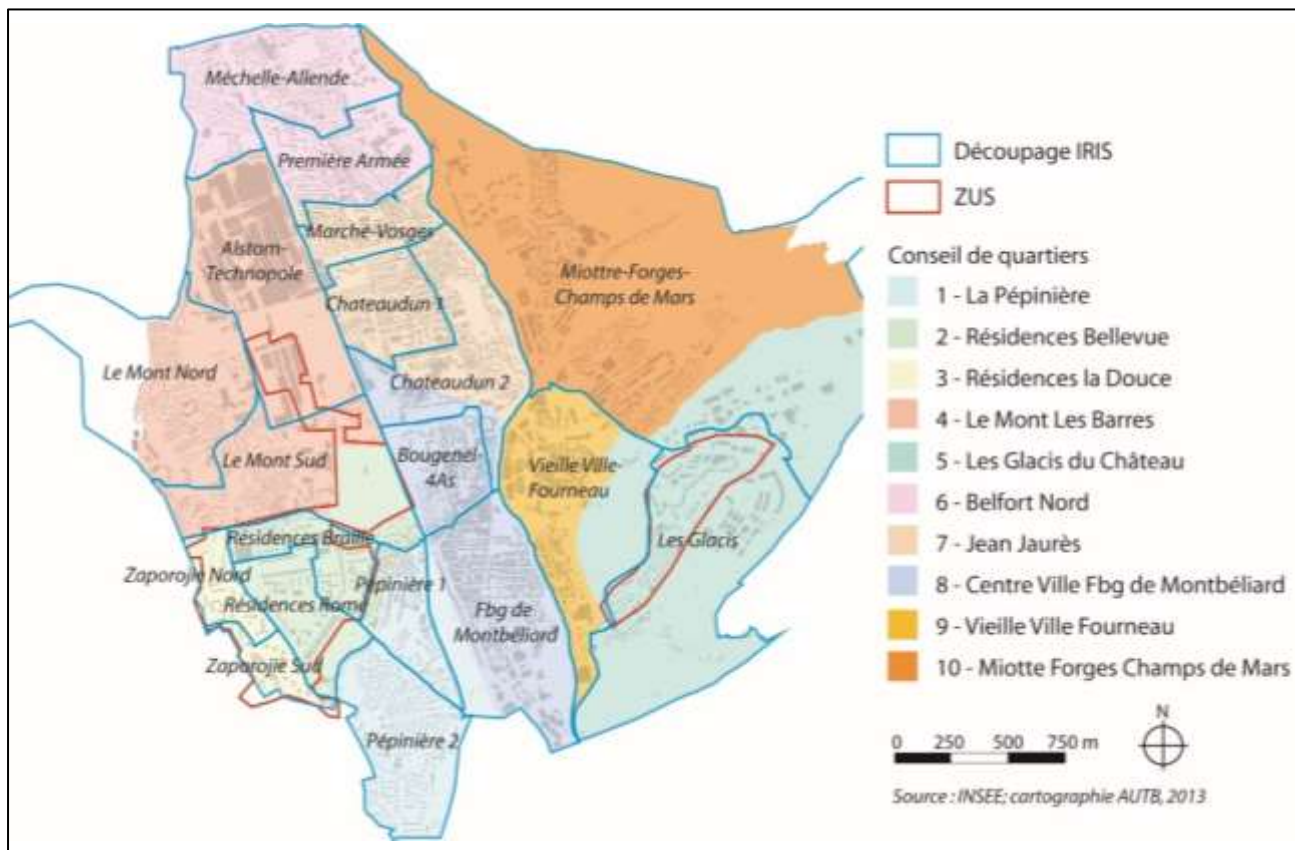 Méchelle-Allende
Première Armée
Marché-Vosges
Alstom-
Technopole
Chateaudun 1
Miottre-Forges-
Champs de Mars
Le Mont Nord
Chateaudun 2
Le Mont Sud
Bougenel-
4As
Vieille Ville-
Fourneau
Résidences Braille
Les Glacis
Zaporojie Nord
Pépinière 1
Résidences Rome
Fbg de
Montbéliard
Zaporojie Sud
Pépinière 2
Découpage IRIS
ZUS
Conseil de quartiers
1 - La Pépinière
2 - Résidences Bellevue
3 - Résidences la Douce
4 - Le Mont Les Barres
5 - Les Glacis du Château
6 - Belfort Nord
7 - Jean Jaurès
8 - Centre Ville Fbg de Montbéliard
9 - Vieille Ville Fourneau
10 - Miotte Forges Champs de Mars
N
0 250 500 750 m
Source : INSEE; cartographie AUTB, 2013